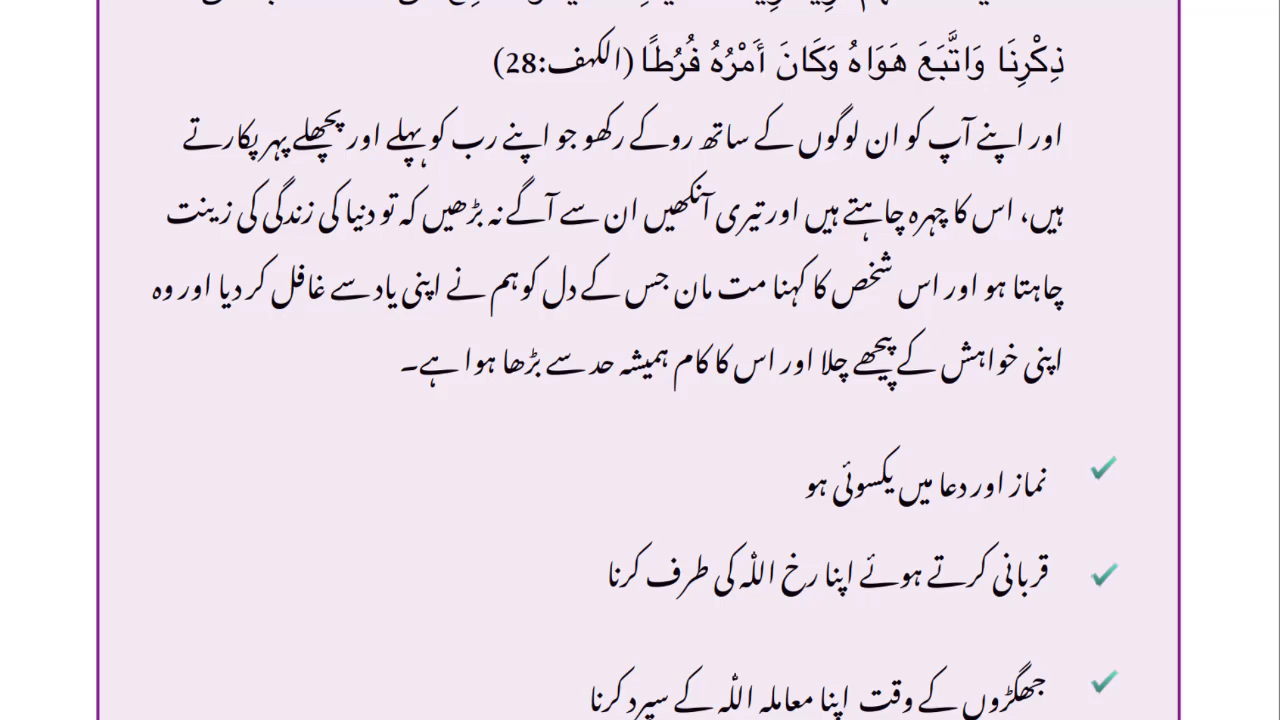 ذِكْرِنَا وَاتَّبَعَ هَوَاهُ وَكَانَ أَمْرُهُ فُرُطًا (الکہف:28)
اور اپنے آپ کو ان لوگوں کے ساتھ روکے رکھو جو اپنے رب کو پہلے اور پچھلے پہر پکارتے
ہیں، اس کا چہرہ چاہتے ہیں اور تیری آنکھیں ان سے آگے نہ بڑھیں کہ تو دنیا کی زندگی کی زینت
چاہتا ہو اور اس شخص کا کہنا مت مان جس کے دل کو ہم نے اپنی یاد سے غافل کر دیا اور وہ
اپنی خواہش کے پیچھے چلا اور اس کا کام ہمیشہ حد سے بڑھا ہوا ہے۔
نماز اور دعا میں یکسوئی ہو
قربانی کرتے ہوئے اپنا رخ اللہ کی طرف کرنا
جھگڑوں کے وقت اپنا معاملہ اللہ کے سپرد کرنا